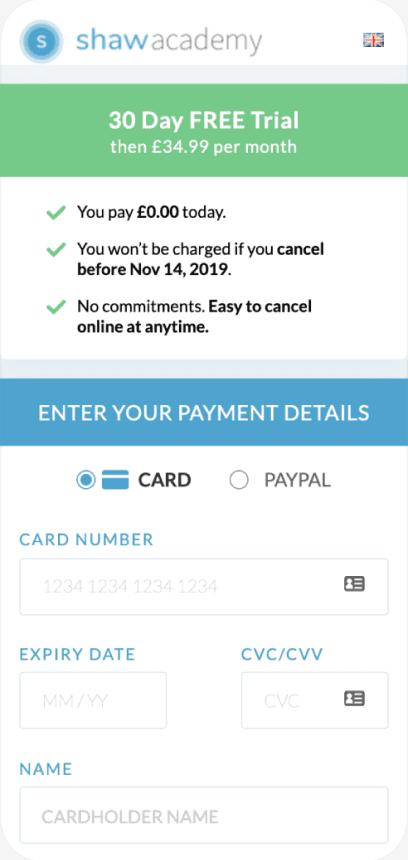 S shawacademy
30 Day FREE Trial
then £34.99 per month
You pay £0.00 today.
You won't be charged if you cancel
before Nov 14, 2019.
No commitments. Easy to cancel
online at anytime.
ENTER YOUR PAYMENT DETAILS
CARD PAYPAL
CARD NUMBER
1234 1234 1234 1234
EXPIRY DATE CVC/CVV
MM / YY CVC
NAME
CARDHOLDER NAME